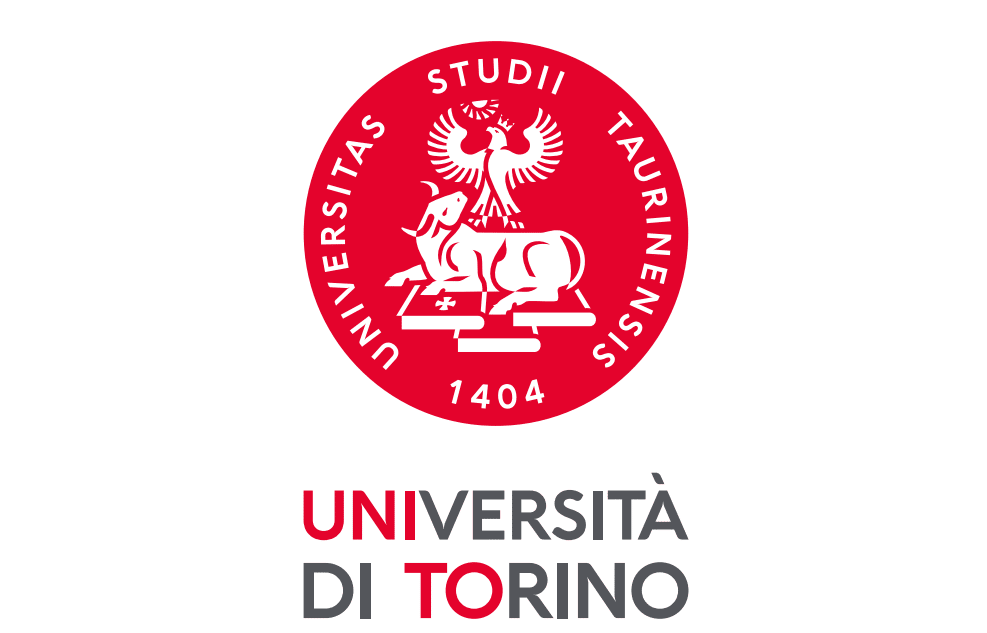 UNIVERSITAS STUDII TAURINENSIS
1404
UNIVERSITÀ
DI TORINO